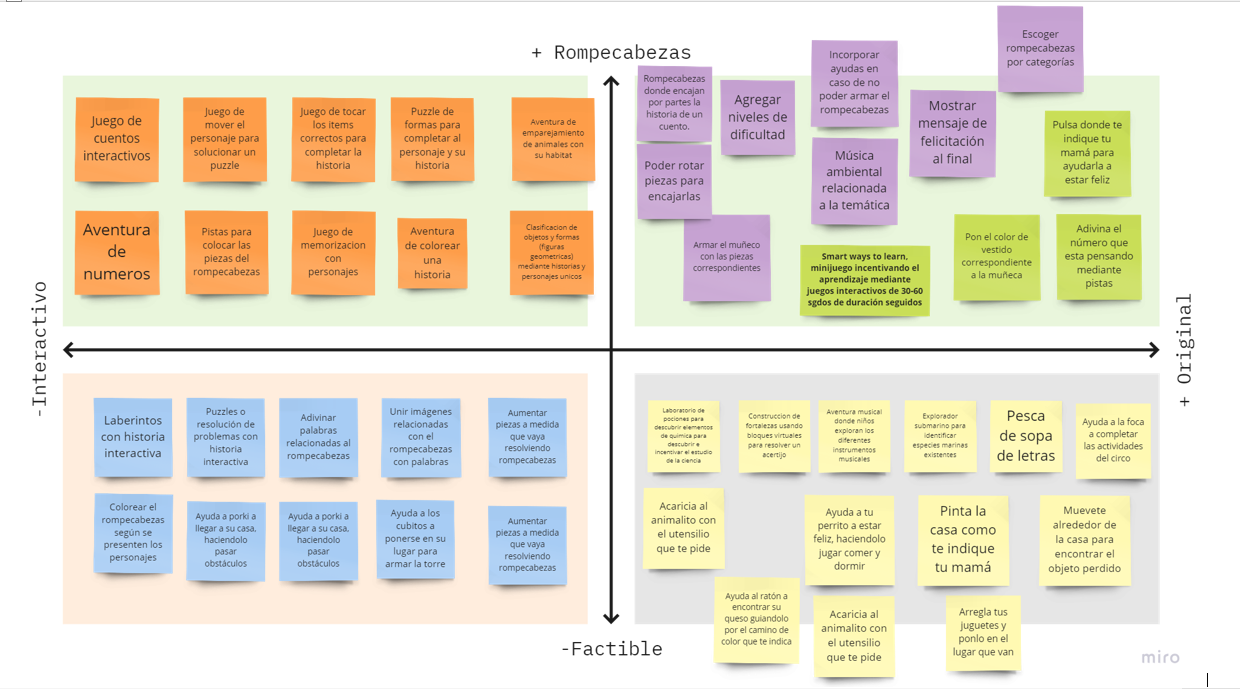 + Rompecabezas
Juego de
cuentos
interactivos
Juego de
mover el
personaje para
solucionar un
puzzle
Juego de tocar
los items
correctos para
completar la
historia
Puzzle de
formas para
completar al
personaje y su
historia
Aventura de
emparejamiento
de animales con
su habitat
Aventura
de
numeros
Pistas para
colocar las
piezas del
rompecabezas
Juego de
memorizacion
con
personajes
Aventura
de colorear
una
historia
Clasificacion de
objetos y formas
(figuras
geometricas)
mediante historias y
personajes unicos
Rompecabezas
donde encajan
por partes la
historia de un
cuento.
Agregar
niveles de
dificultad
Incorporar
ayudas en
caso de no
poder armar el
rompecabezas
Mostrar
mensaje de
felicitación
al final
Escoger
rompecabezas
por categorías
Poder rotar
piezas para
encajarlas
Música
ambiental
relacionada
a la temática
Pulsa donde te
indique tu
mamá para
ayudarla a
estar feliz
Armar el muñeco
con las piezas
correspondientes
Smart ways to learn,
minijuego incentivando el
aprendizaje mediante
juegos interactivos de 30-60
sgdos de duración seguidos
Pon el color de
vestido
correspondiente
a la muñeca
Adivina el
número que
esta pensando
mediante
pistas
-Interactivo
+ Original
Laberintos
con historia
interactiva
Puzzles o
resolución de
problemas con
historia
interactiva
Adivinar
palabras
relacionadas al
rompecabezas
Unir imágenes
relacionadas
con el
rompecabezas
con palabras
Aumentar
piezas a medida
que vaya
resolviendo
rompecabezas
Colorear el
rompecabezas
según se
presenten los
personajes
Ayuda a porki a
llegar a su casa,
haciendolo
pasar
obstáculos
Ayuda a porki a
llegar a su casa,
haciendolo
pasar
obstáculos
Ayuda a los
cubitos a
ponerse en su
lugar para
armar la torre
Aumentar
piezas a medida
que vaya
resolviendo
rompecabezas
Laboratorio de
pociones para
descubrir elementos
de quimica para
descubrir e
incentivar el estudio
de la ciencia
Construccion de
fortalezas usando
bloques virtuales
para resolver un
acertijo
Aventura musical
donde niños
exploran los
diferentes
instrumentos
musicales
Explorador
submarino para
identificar
especies marinas
existentes
Pesca
de sopa
de letras
Ayuda a la foca
a completar
las actividades
del circo
Acaricia al
animalito con
el utensilio
que te pide
Ayuda a tu
perrito a estar
feliz, haciendolo
jugar comer y
dormir
Pinta la
casa como
te indique
tu mamá
Muevete
alrededor de
la casa para
encontrar el
objeto perdido
Ayuda al ratón a
encontrar su
queso guiandolo
por el camino de
color que te indica
Acaricia al
animalito con
el utensilio
que te pide
Arregla tus
juguetes y
ponlo en el
lugar que van
-Factible
miro